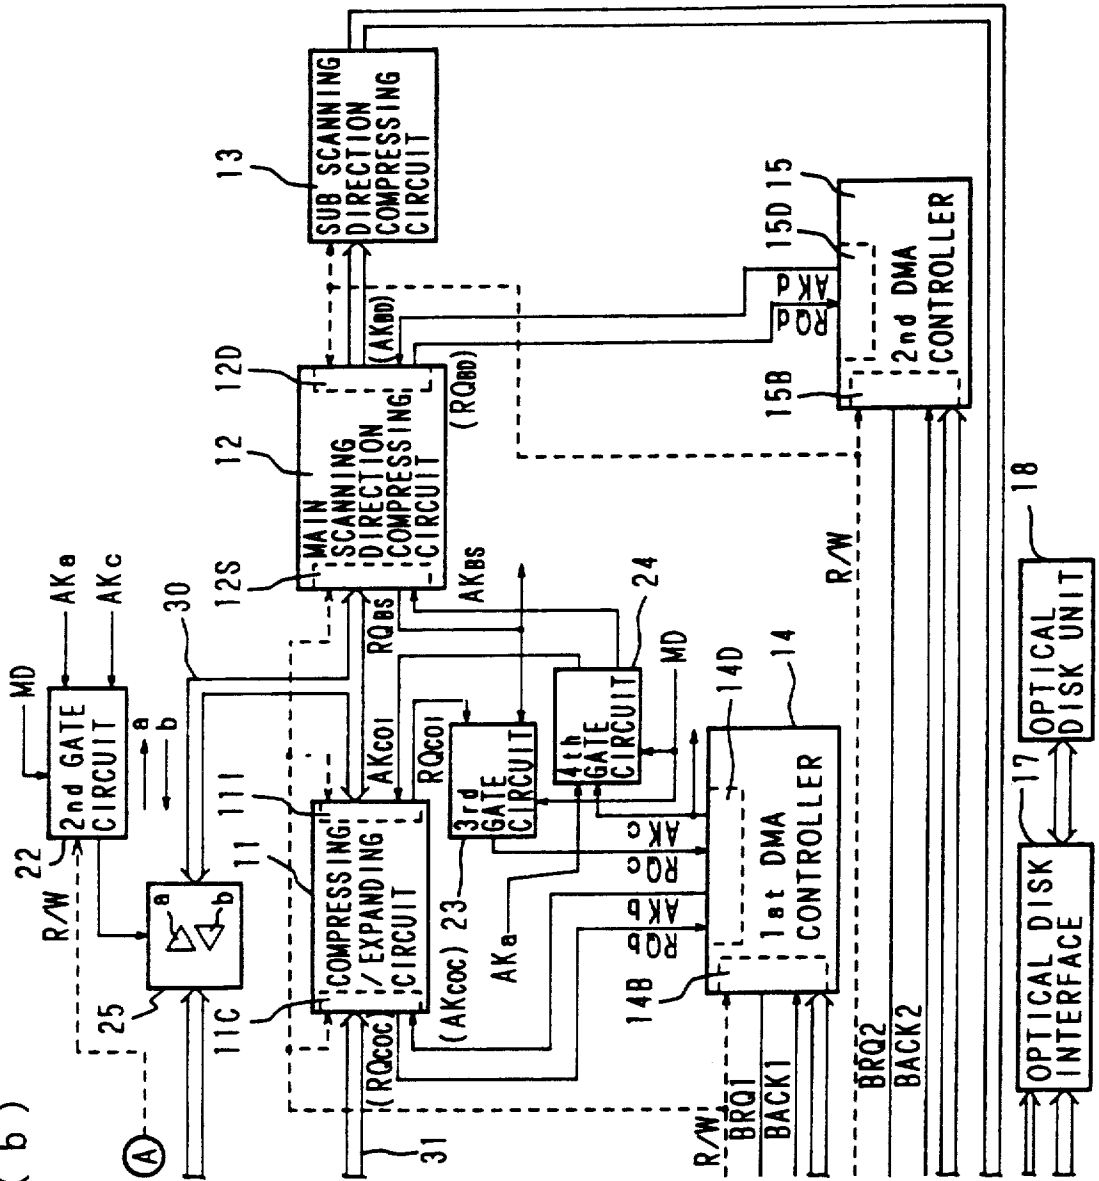 (b)
A
R/W
25
a
b
22
2nd GATE
CIRCUIT
MD
AKa
AKc
a
b
30
31
11C
11
COMPRESSING
/EXPANDING
CIRCUIT
11I
(RQCOC)
(AKCOC)
AKCOI
RQCOI
12S
12
12D
MAIN
SCANNING
DIRECTION
COMPRESSING
CIRCUIT
RQBS
AKBS
(AKBD)
(RQBD)
13
SUB SCANNING
DIRECTION
COMPRESSING
CIRCUIT
23
3rd
GATE
CIRCUIT
24
4th
GATE
CIRCUIT
AKa
MD
RQb
AKb
RQc
AKc
14B
14D
14
1st DMA
CONTROLLER
R/W
BRQ1
BACK1
R/W
RQd
AKd
15B
15D
15
2nd DMA
CONTROLLER
BRQ2
BACK2
17
OPTICAL DISK
INTERFACE
18
OPTICAL
DISK UNIT